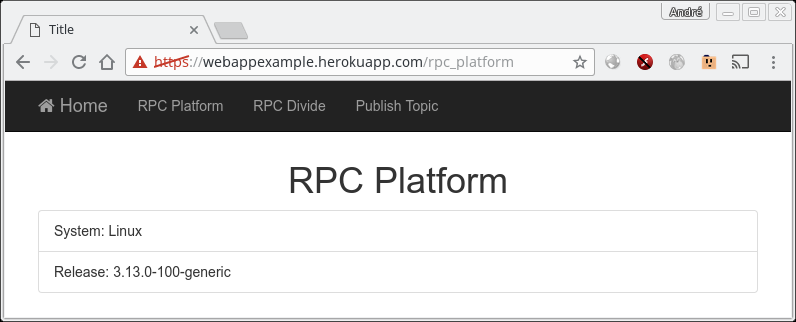 André
Title
https://webappexample.herokuapp.com/rpc_platform
Home RPC Platform RPC Divide Publish Topic
RPC Platform
System: Linux
Release: 3.13.0-100-generic